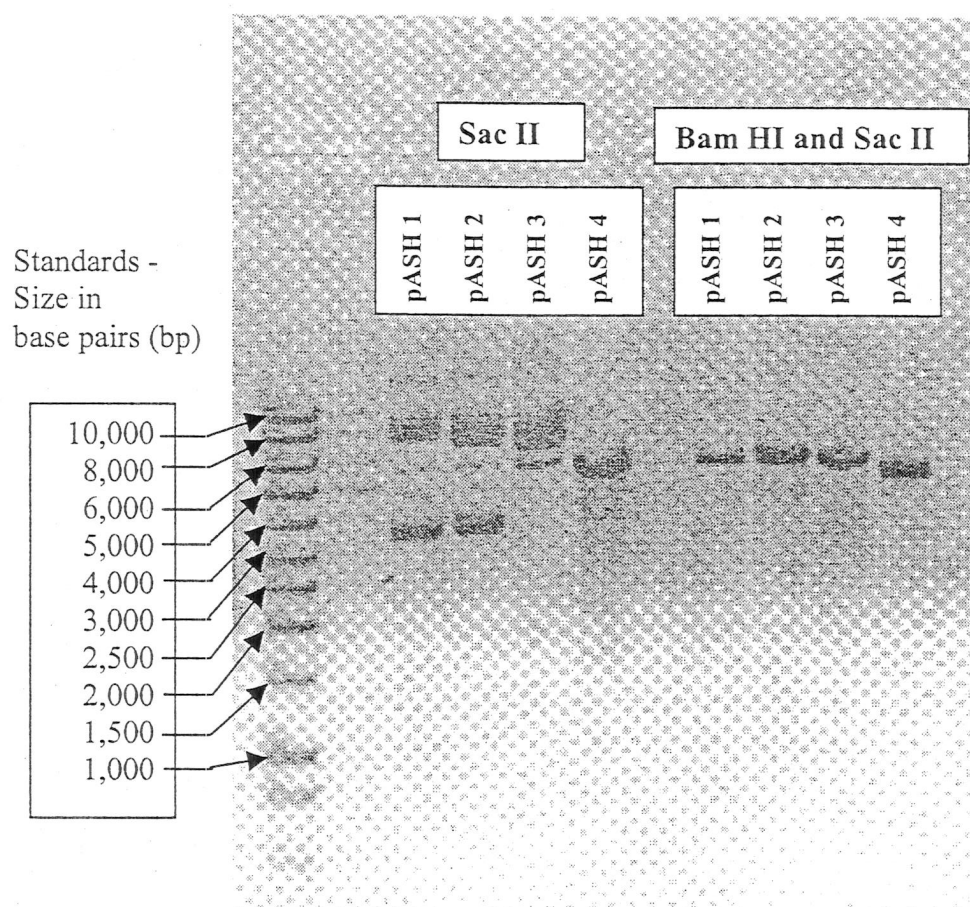 Sac II
Bam HI and Sac II
pASH 1
pASH 2
pASH 3
pASH 4
pASH 1
pASH 2
pASH 3
pASH 4
Standards -
Size in
base pairs (bp)
10,000
8,000
6,000
5,000
4,000
3,000
2,500
2,000
1,500
1,000